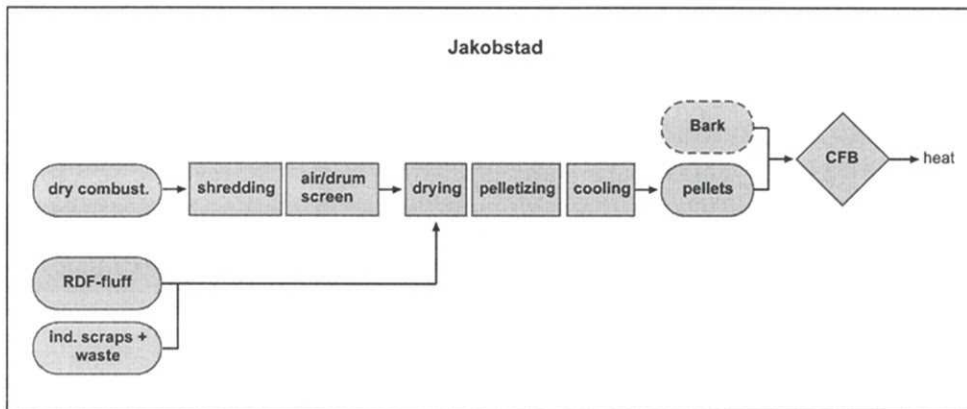 Jakobstad
Bark
CFB
heat
dry combust.
shredding
air/drum
screen
drying
pelletizing
cooling
pellets
RDF-fluff
ind. scraps +
waste